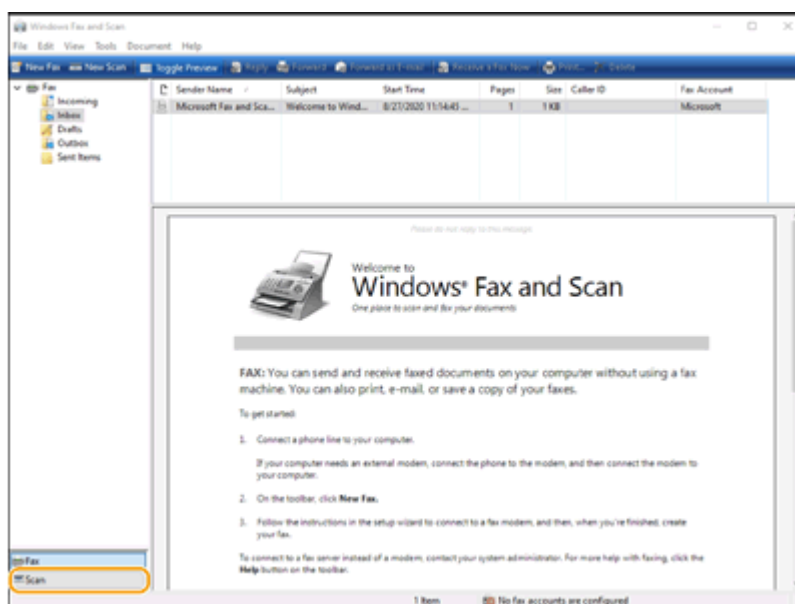 Windows Fax and Scan
File Edit View Tools Document Help
New Fax New Scan Toggle Preview Reply Forward Forward as E-mail Receive a Fax Now Print... Delete
Fax
Incoming
Inbox
Drafts
Outbox
Sent Items
Sender Name Subject Start Time Pages Size Caller ID Fax Account
Microsoft Fax and Sca... Welcome to Wind... 8/27/2020 11:14:45 ... 1 1 KB Microsoft
Please do not reply to this message.
Welcome to
Windows® Fax and Scan
One place to scan and fax your documents
FAX: You can send and receive faxed documents on your computer without using a fax
machine. You can also print, e-mail, or save a copy of your faxes.
To get started:
1. Connect a phone line to your computer.
If your computer needs an external modem, connect the phone to the modem, and then connect the modem to
your computer.
2. On the toolbar, click New Fax.
3. Follow the instructions in the setup wizard to connect to a fax modem, and then, when you're finished, create
your fax.
To connect to a fax server instead of a modem, contact your system administrator. For more help with faxing, click the
Help button on the toolbar.
Fax
Scan
1 Item No fax accounts are configured